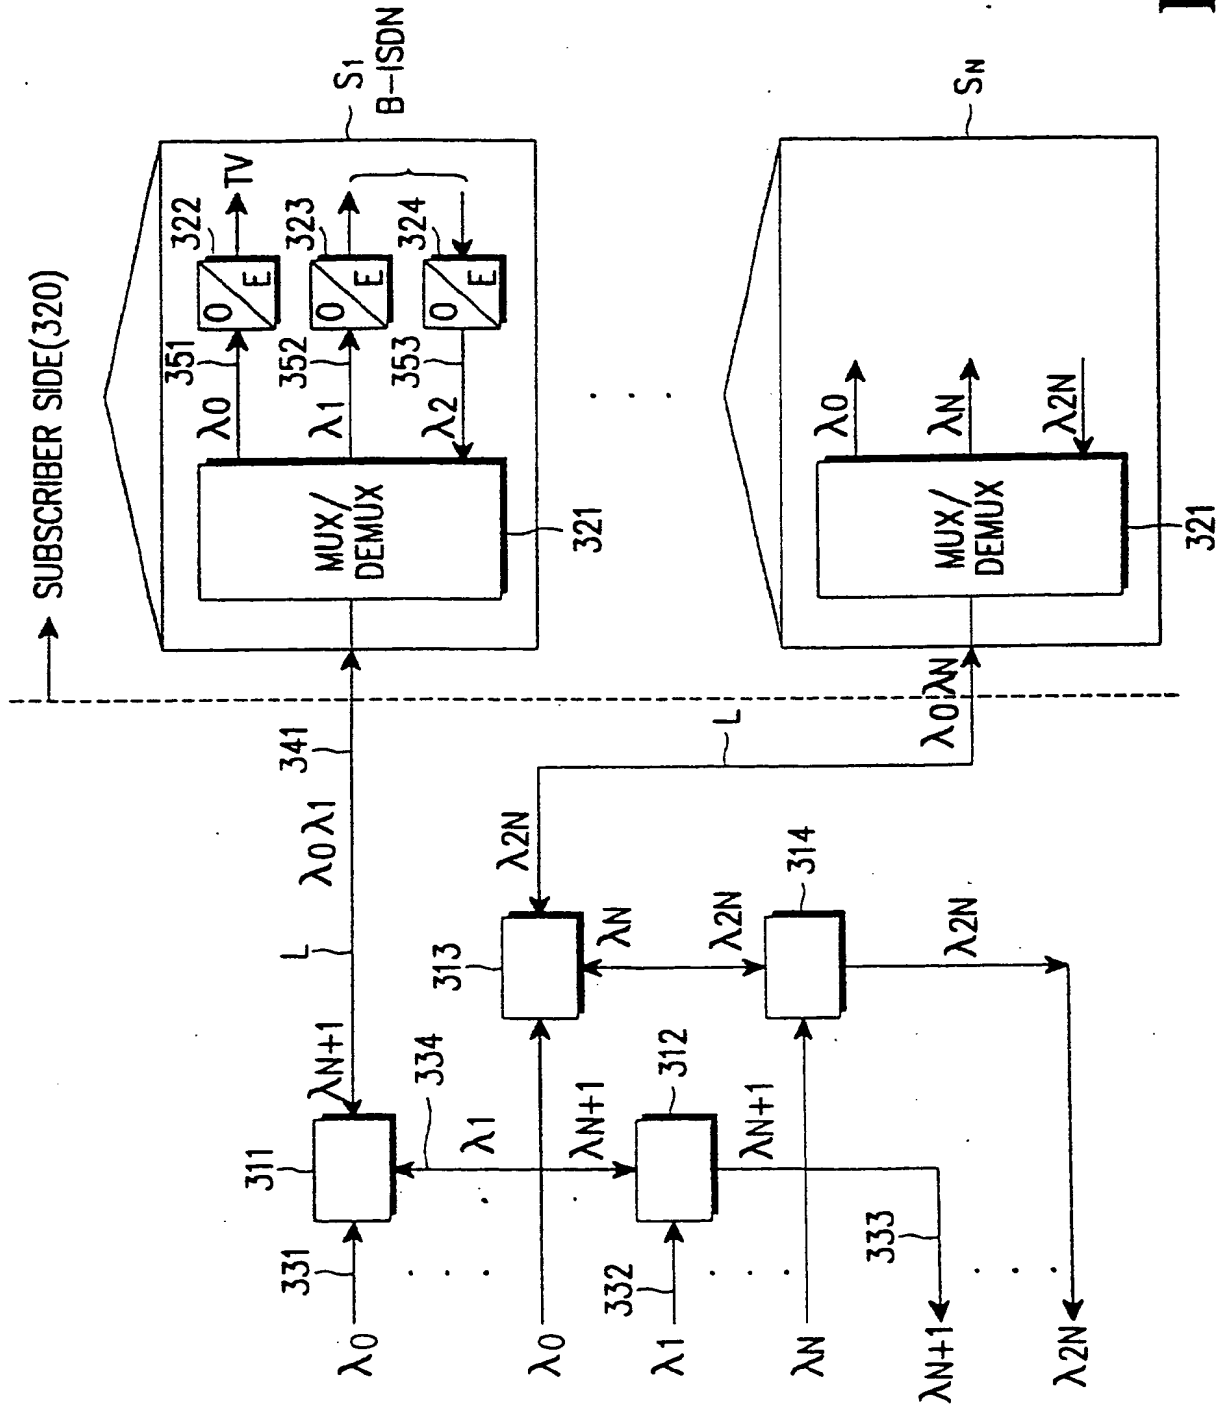 SUBSCRIBER SIDE(320)
S1
B-ISDN
322
TV
351
O
E
λ0
323
352
O
E
λ1
324
353
O
E
λ2
MUX/
DEMUX
321
341
λ0 λ1
L
λN+1
311
331
λ0
334
λ1
λN+1
312
332
λ1
λN+1
333
λN+1
λ0
313
λ2N
L
λ0λN
λN
λ2N
314
λN
λ2N
λ2N
SN
λ0
λN
λ2N
MUX/
DEMUX
321